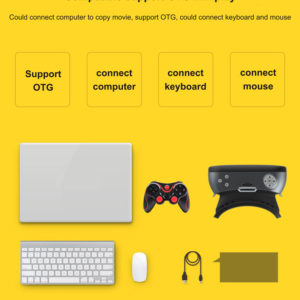 Could connect computer to copy movie, support OTG, could connect keyboard and mouse
Support
OTG
connect
computer
connect
keyboard
connect
mouse